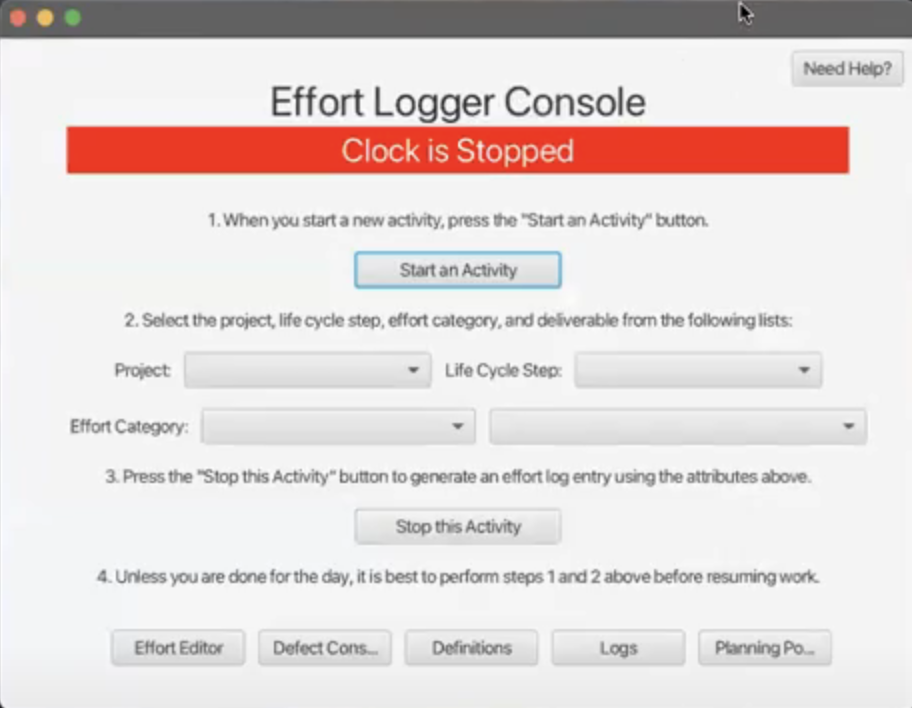 Need Help?
Effort Logger Console
Clock is Stopped
1. When you start a new activity, press the "Start an Activity" button.
Start an Activity
2. Select the project, life cycle step, effort category, and deliverable from the following lists:
Project: Life Cycle Step:
Effort Category:
3. Press the "Stop this Activity" button to generate an effort log entry using the attributes above.
Stop this Activity
4. Unless you are done for the day, it is best to perform steps 1 and 2 above before resuming work.
Effort Editor Defect Cons... Definitions Logs Planning Po...